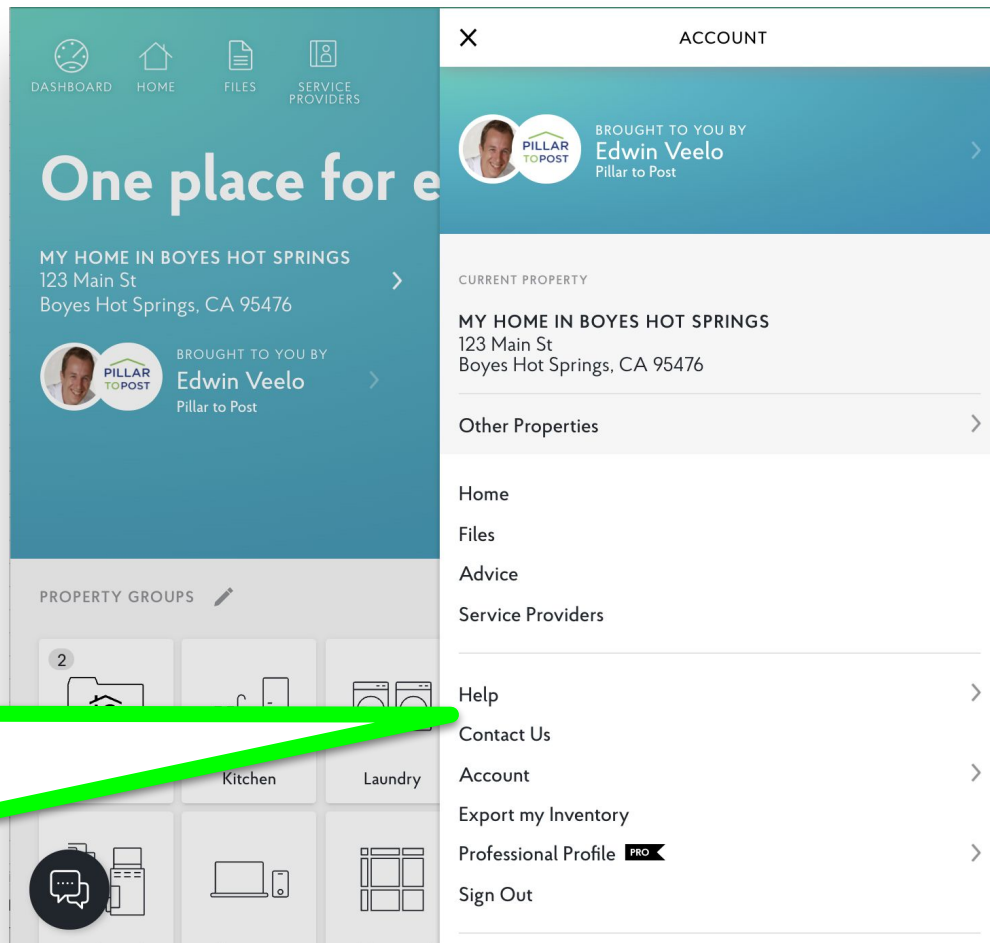 DASHBOARD
HOME
FILES
SERVICE
PROVIDERS
One place for e
MY HOME IN BOYES HOT SPRINGS
123 Main St
Boyes Hot Springs, CA 95476
PILLAR
TO POST
BROUGHT TO YOU BY
Edwin Veelo
Pillar to Post
PROPERTY GROUPS
2
Kitchen
Laundry
ACCOUNT
PILLAR
TO POST
BROUGHT TO YOU BY
Edwin Veelo
Pillar to Post
CURRENT PROPERTY
MY HOME IN BOYES HOT SPRINGS
123 Main St
Boyes Hot Springs, CA 95476
Other Properties
Home
Files
Advice
Service Providers
Help
Contact Us
Account
Export my Inventory
Professional Profile PRO
Sign Out